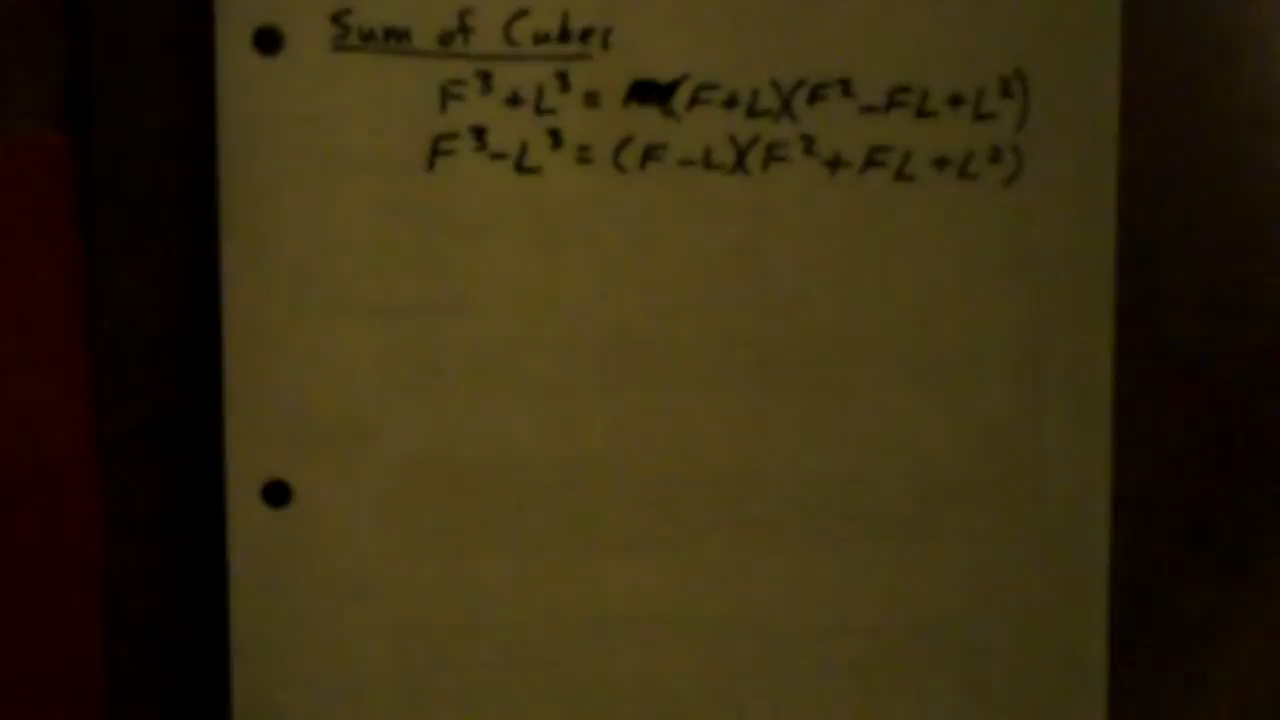 Sum of Cubes
F³+L³ = (F+L)(F²-FL+L²)
F³-L³ = (F-L)(F²+FL+L²)